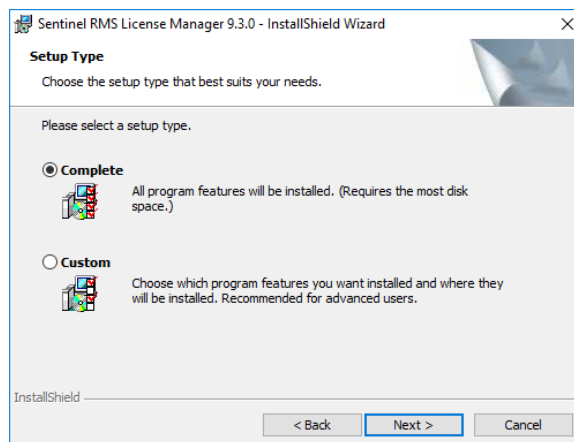 Sentinel RMS License Manager 9.3.0 - InstallShield Wizard
Setup Type
Choose the setup type that best suits your needs.
Please select a setup type.
Complete
All program features will be installed. (Requires the most disk
space.)
Custom
Choose which program features you want installed and where they
will be installed. Recommended for advanced users.
InstallShield
< Back
Next >
Cancel